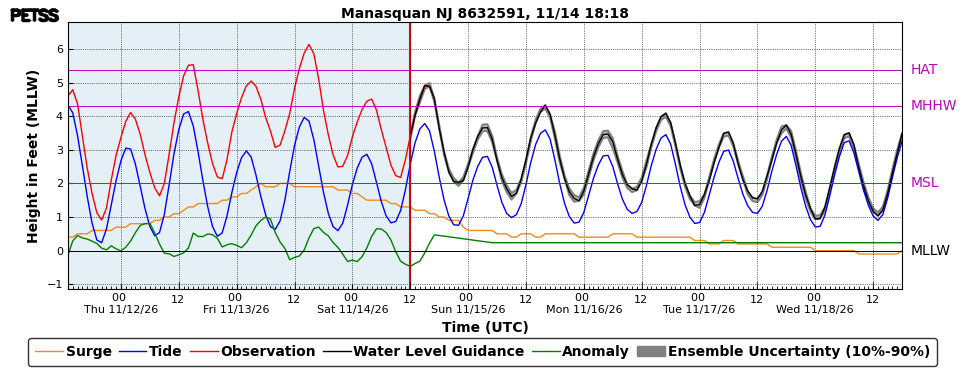 PETSS
Manasquan NJ 8632591, 11/14 18:18
Height in Feet (MLLW)
6
5
4
3
2
1
0
−1
HAT
MHHW
MSL
MLLW
00 12 00 12 00 12 00 12 00 12 00 12 00 12
Thu 11/12/26 Fri 11/13/26 Sat 11/14/26 Sun 11/15/26 Mon 11/16/26 Tue 11/17/26 Wed 11/18/26
Time (UTC)
Surge Tide Observation Water Level Guidance Anomaly Ensemble Uncertainty (10%-90%)